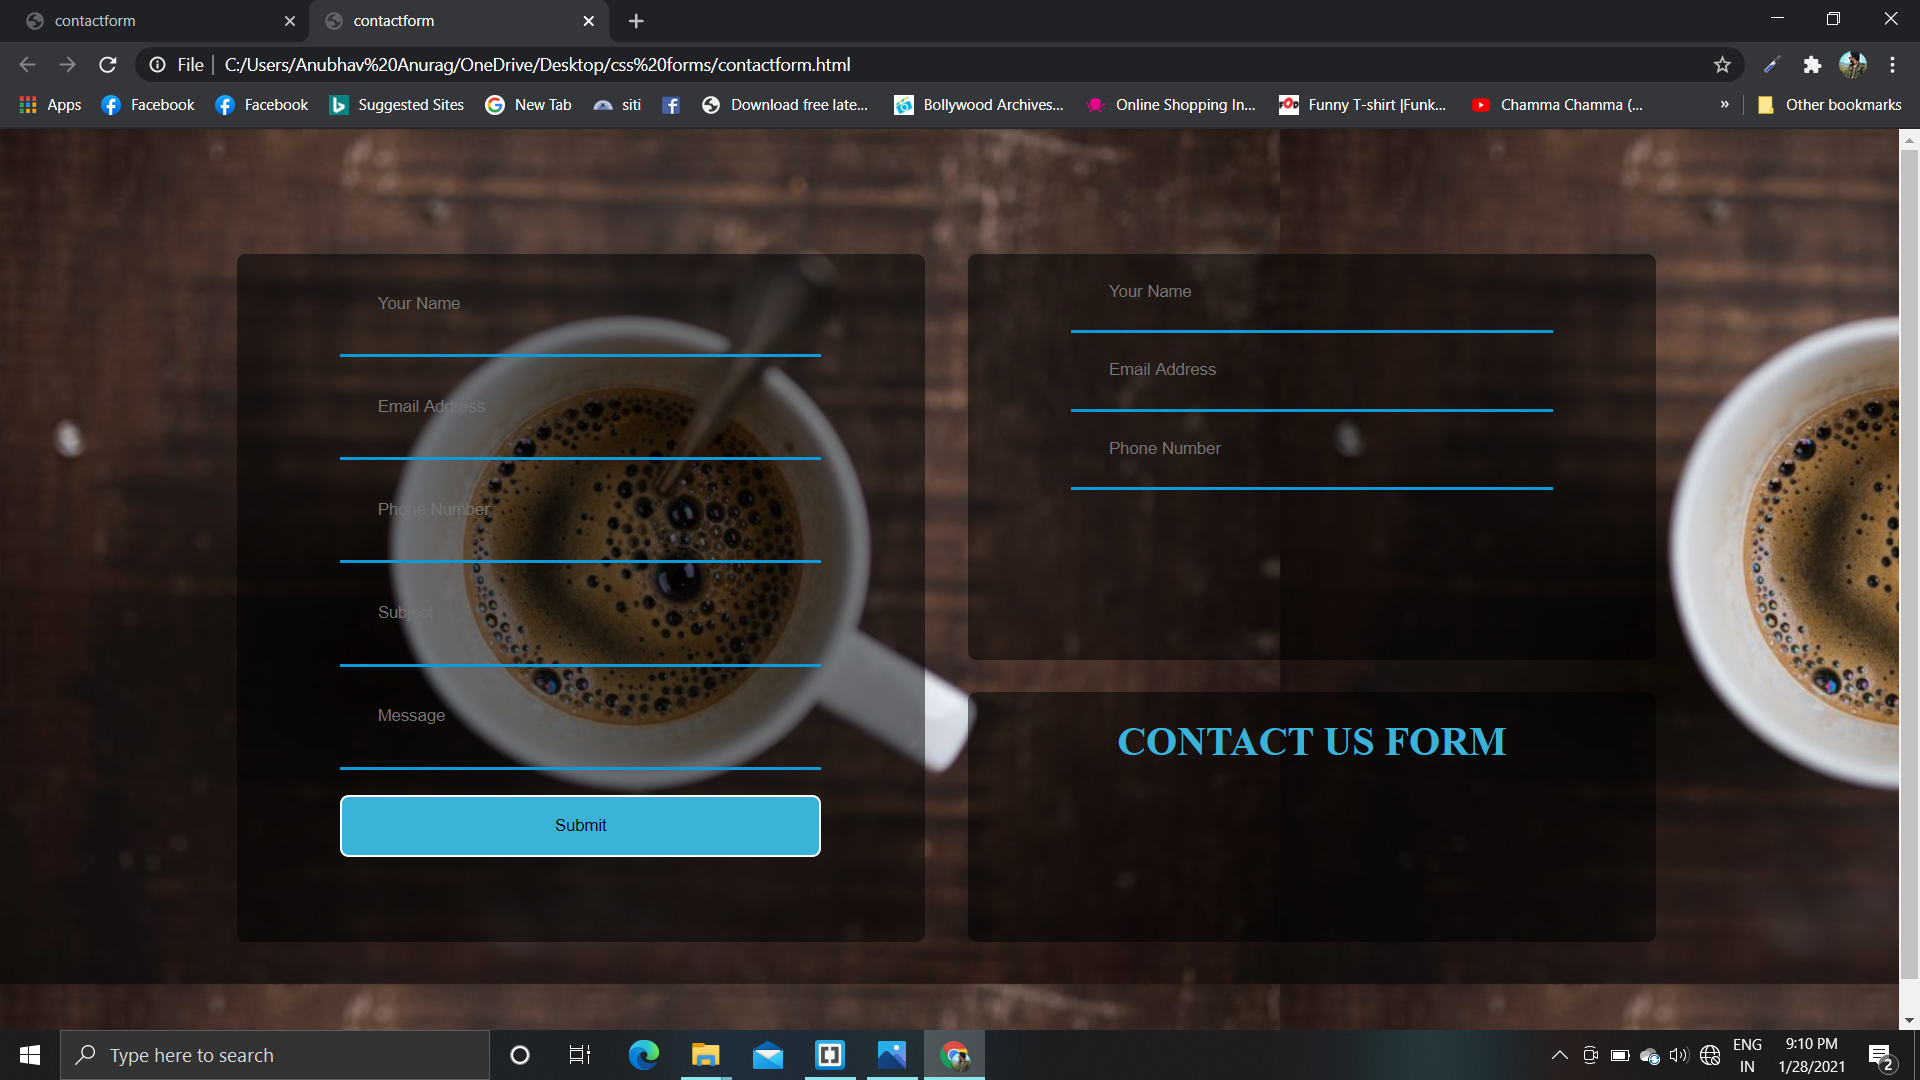 contactform
contactform
File
C:/Users/Anubhav%20Anurag/OneDrive/Desktop/css%20forms/contactform.html
Apps
Facebook
Facebook
Suggested Sites
New Tab
siti
Download free late...
Bollywood Archives...
Online Shopping In...
FOD
Funny T-shirt |Funk...
Chamma Chamma (...
»
Other bookmarks
Your Name
Email Address
Phone Number
Subject
Message
Submit
Your Name
Email Address
Phone Number
CONTACT US FORM
Type here to search
ENG
IN
9:10 PM
1/28/2021
2